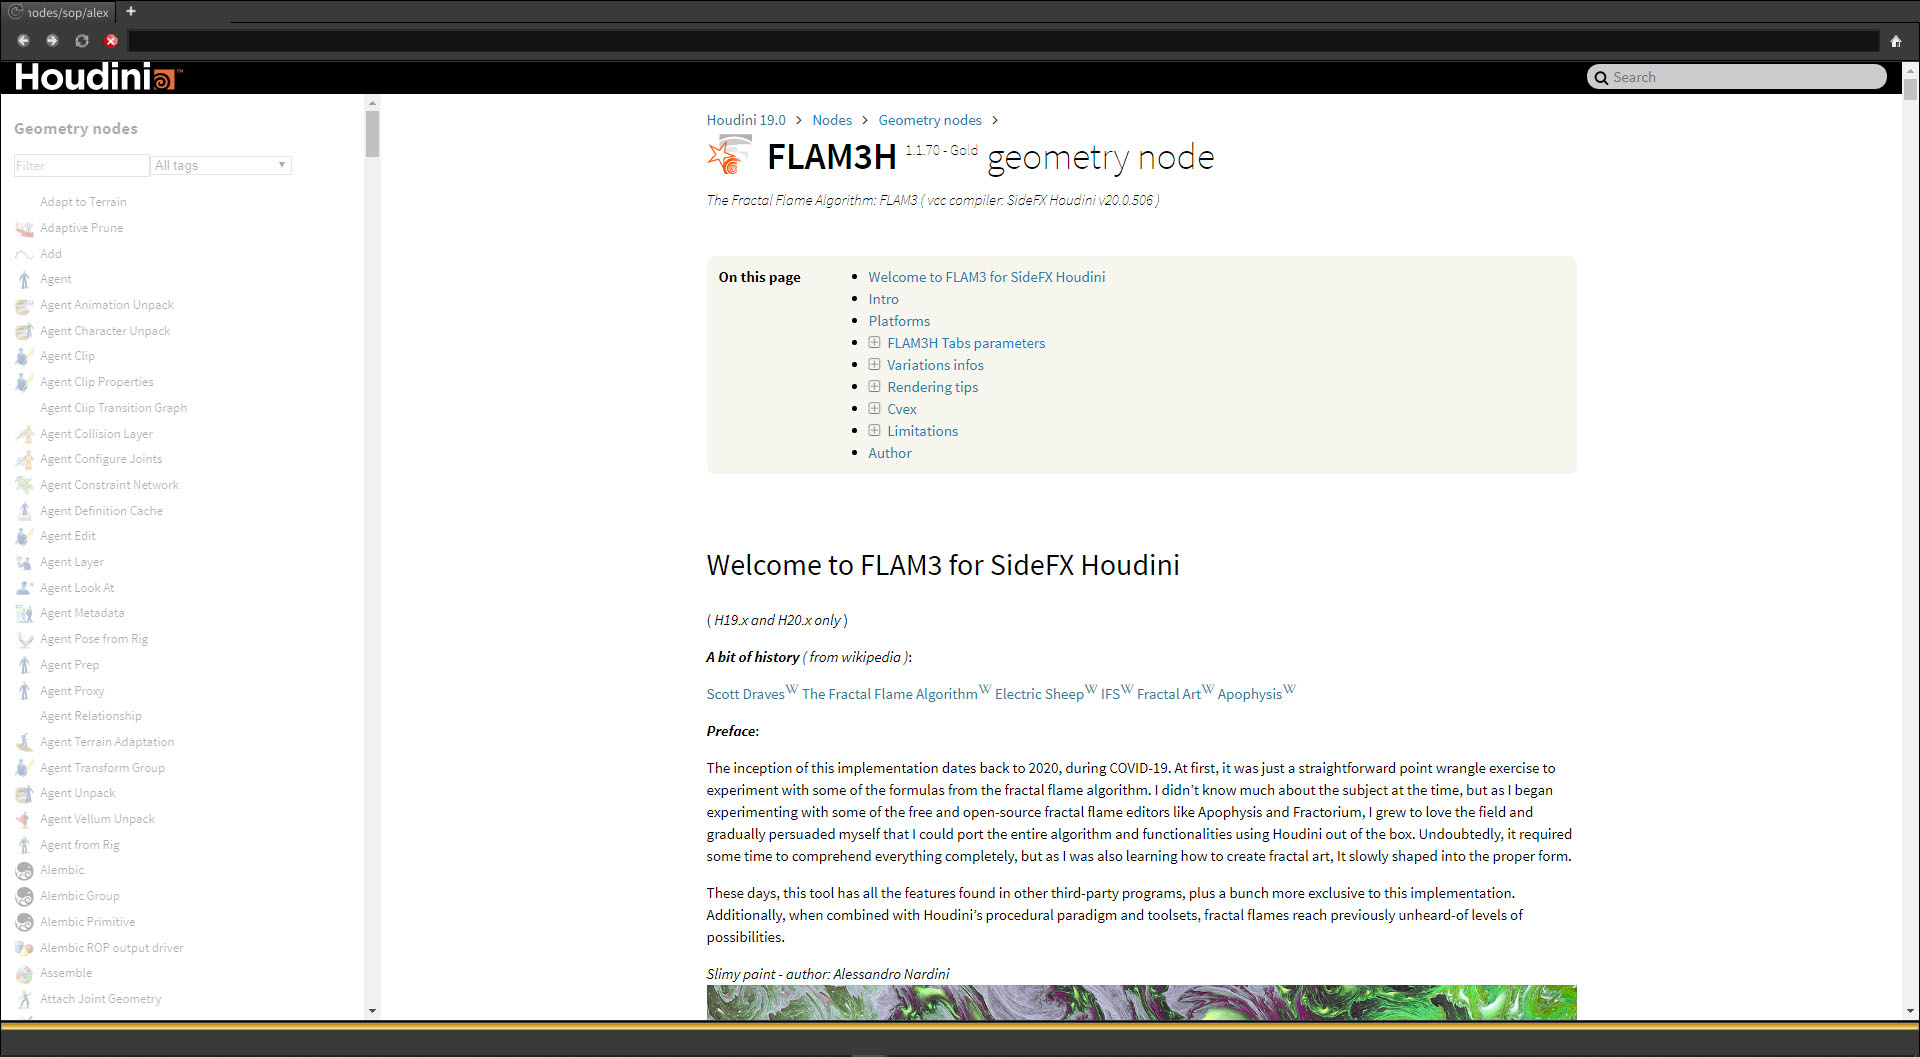 nodes/sop/alex
Houdini
Search
Geometry nodes
Filter
All tags
Adapt to Terrain
Adaptive Prune
Add
Agent
Agent Animation Unpack
Agent Character Unpack
Agent Clip
Agent Clip Properties
Agent Clip Transition Graph
Agent Collision Layer
Agent Configure Joints
Agent Constraint Network
Agent Definition Cache
Agent Edit
Agent Layer
Agent Look At
Agent Metadata
Agent Pose from Rig
Agent Prep
Agent Proxy
Agent Relationship
Agent Terrain Adaptation
Agent Transform Group
Agent Unpack
Agent Vellum Unpack
Agent from Rig
Alembic
Alembic Group
Alembic Primitive
Alembic ROP output driver
Assemble
Attach Joint Geometry
Houdini 19.0 > Nodes > Geometry nodes >
FLAM3H 1.1.70 - Gold geometry node
The Fractal Flame Algorithm: FLAM3 ( vcc compiler: SideFX Houdini v20.0.506 )
On this page
Welcome to FLAM3 for SideFX Houdini
Intro
Platforms
FLAM3H Tabs parameters
Variations infos
Rendering tips
Cvex
Limitations
Author
Welcome to FLAM3 for SideFX Houdini
( H19.x and H20.x only )
A bit of history ( from wikipedia ):
Scott Draves W The Fractal Flame Algorithm W Electric Sheep W IFS W Fractal Art W Apophysis W
Preface:
The inception of this implementation dates back to 2020, during COVID-19. At first, it was just a straightforward point wrangle exercise to
experiment with some of the formulas from the fractal flame algorithm. I didn't know much about the subject at the time, but as I began
experimenting with some of the free and open-source fractal flame editors like Apophysis and Fractorium, I grew to love the field and
gradually persuaded myself that I could port the entire algorithm and functionalities using Houdini out of the box. Undoubtedly, it required
some time to comprehend everything completely, but as I was also learning how to create fractal art, It slowly shaped into the proper form.
These days, this tool has all the features found in other third-party programs, plus a bunch more exclusive to this implementation.
Additionally, when combined with Houdini's procedural paradigm and toolsets, fractal flames reach previously unheard-of levels of
possibilities.
Slimy paint - author: Alessandro Nardini